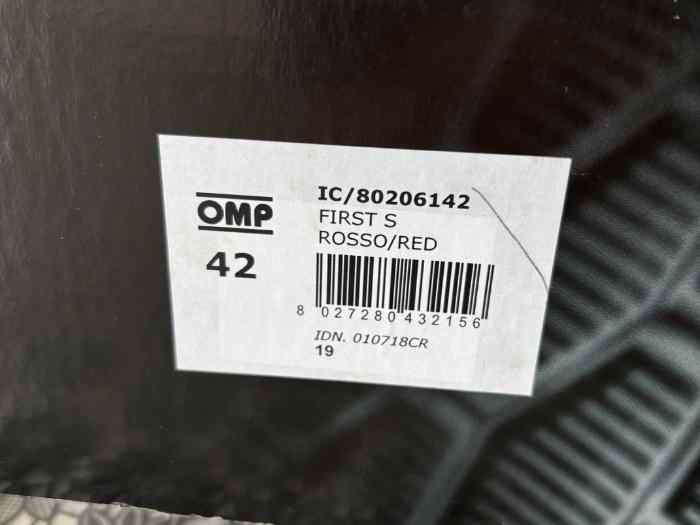 OMP
42
IC/80206142
FIRST S
ROSSO/RED
8 027280 432156
IDN. 010718CR
19